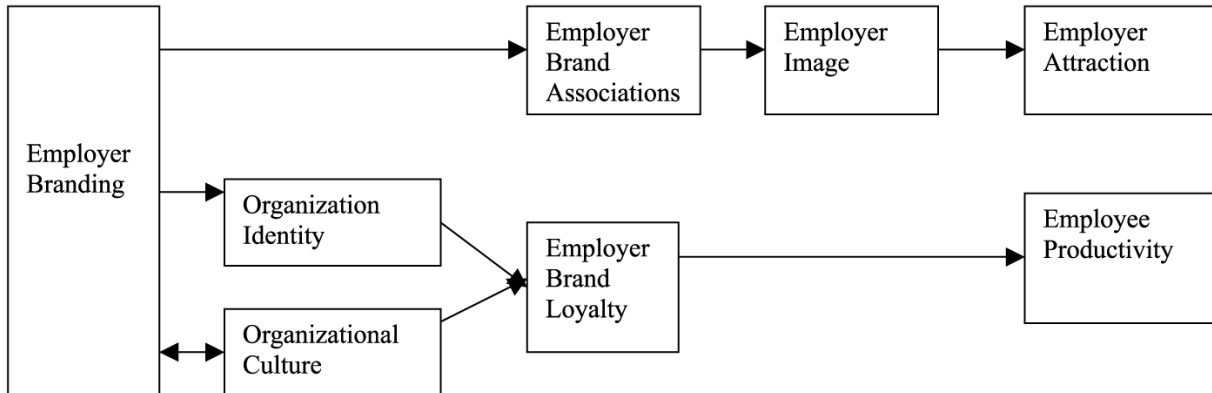 Employer
Branding
Employer
Brand
Associations
Employer
Image
Employer
Attraction
Organization
Identity
Organizational
Culture
Employer
Brand
Loyalty
Employee
Productivity